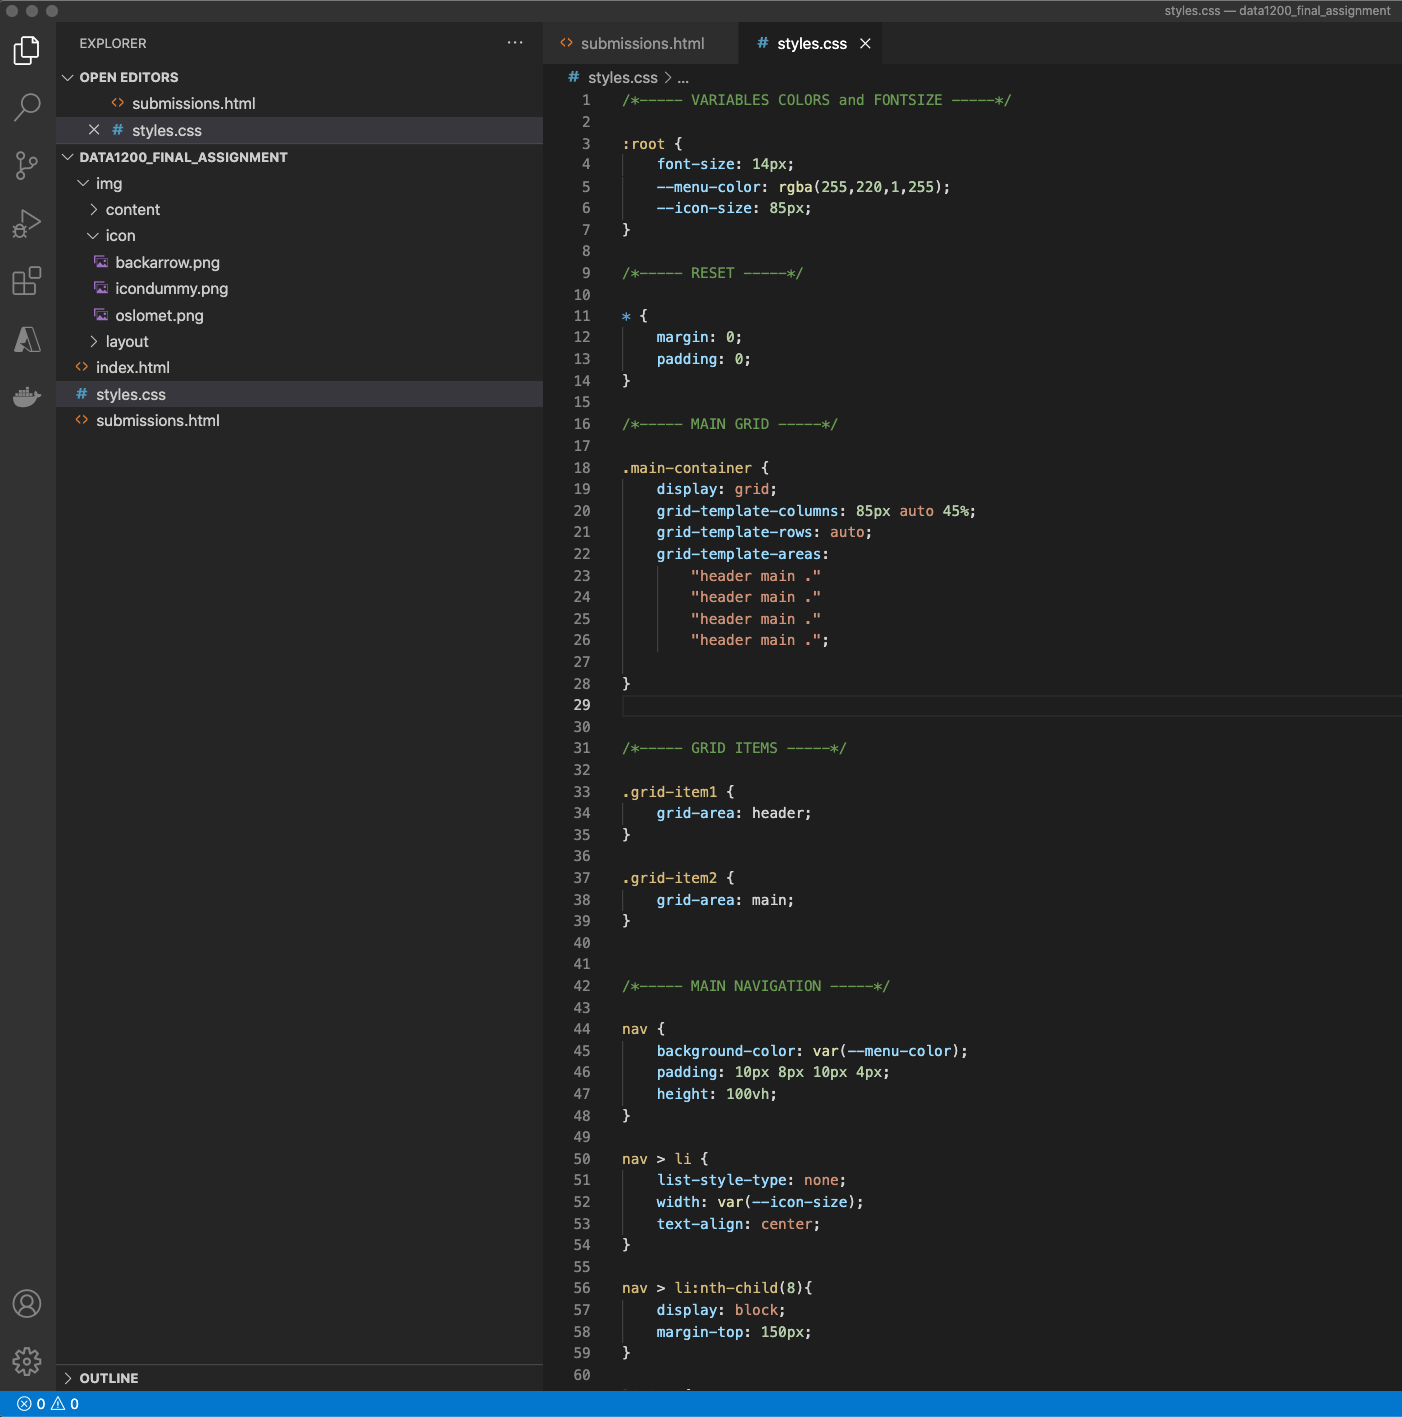 styles.css — data1200_final_assignment
EXPLORER
···
OPEN EDITORS
<> submissions.html
× # styles.css
DATA1200_FINAL_ASSIGNMENT
img
content
icon
backarrow.png
icondummy.png
oslomet.png
layout
<> index.html
# styles.css
<> submissions.html
OUTLINE
<> submissions.html
# styles.css ×
# styles.css > ...
1 /*----- VARIABLES COLORS and FONTSIZE -----*/
2
3 :root {
4 font-size: 14px;
5 --menu-color: rgba(255,220,1,255);
6 --icon-size: 85px;
7 }
8
9 /*----- RESET -----*/
10
11 * {
12 margin: 0;
13 padding: 0;
14 }
15
16 /*----- MAIN GRID -----*/
17
18 .main-container {
19 display: grid;
20 grid-template-columns: 85px auto 45%;
21 grid-template-rows: auto;
22 grid-template-areas:
23 "header main ."
24 "header main ."
25 "header main ."
26 "header main .";
27
28 }
29
30
31 /*----- GRID ITEMS -----*/
32
33 .grid-item1 {
34 grid-area: header;
35 }
36
37 .grid-item2 {
38 grid-area: main;
39 }
40
41
42 /*----- MAIN NAVIGATION -----*/
43
44 nav {
45 background-color: var(--menu-color);
46 padding: 10px 8px 10px 4px;
47 height: 100vh;
48 }
49
50 nav > li {
51 list-style-type: none;
52 width: var(--icon-size);
53 text-align: center;
54 }
55
56 nav > li:nth-child(8){
57 display: block;
58 margin-top: 150px;
59 }
60
0 0